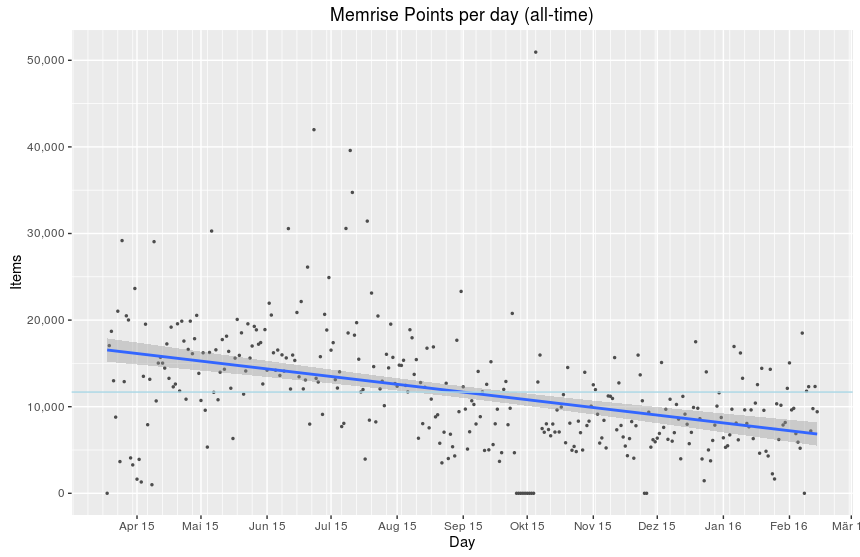 Memrise Points per day (all-time)
50,000
40,000
30,000
20,000
10,000
0
Items
Apr 15 Mai 15 Jun 15 Jul 15 Aug 15 Sep 15 Okt 15 Nov 15 Dez 15 Jan 16 Feb 16 Mär 1
Day